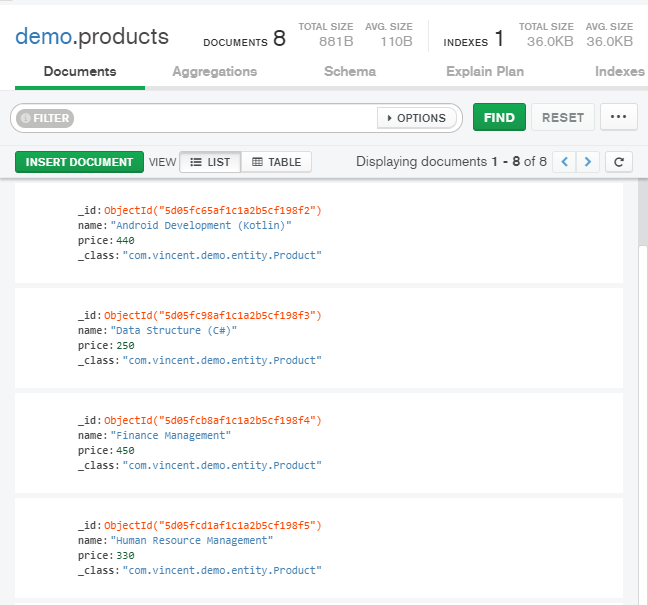 demo.products
DOCUMENTS 8 TOTAL SIZE 881B AVG. SIZE 110B INDEXES 1 TOTAL SIZE 36.0KB AVG. SIZE 36.0KB
Documents Aggregations Schema Explain Plan Indexes
FILTER OPTIONS FIND RESET ...
INSERT DOCUMENT VIEW LIST TABLE Displaying documents 1 - 8 of 8
_id: ObjectId("5d05fc65af1c1a2b5cf198f2")
name: "Android Development (Kotlin)"
price: 440
_class: "com.vincent.demo.entity.Product"
_id: ObjectId("5d05fc98af1c1a2b5cf198f3")
name: "Data Structure (C#)"
price: 250
_class: "com.vincent.demo.entity.Product"
_id: ObjectId("5d05fcb8af1c1a2b5cf198f4")
name: "Finance Management"
price: 450
_class: "com.vincent.demo.entity.Product"
_id: ObjectId("5d05fcd1af1c1a2b5cf198f5")
name: "Human Resource Management"
price: 330
_class: "com.vincent.demo.entity.Product"